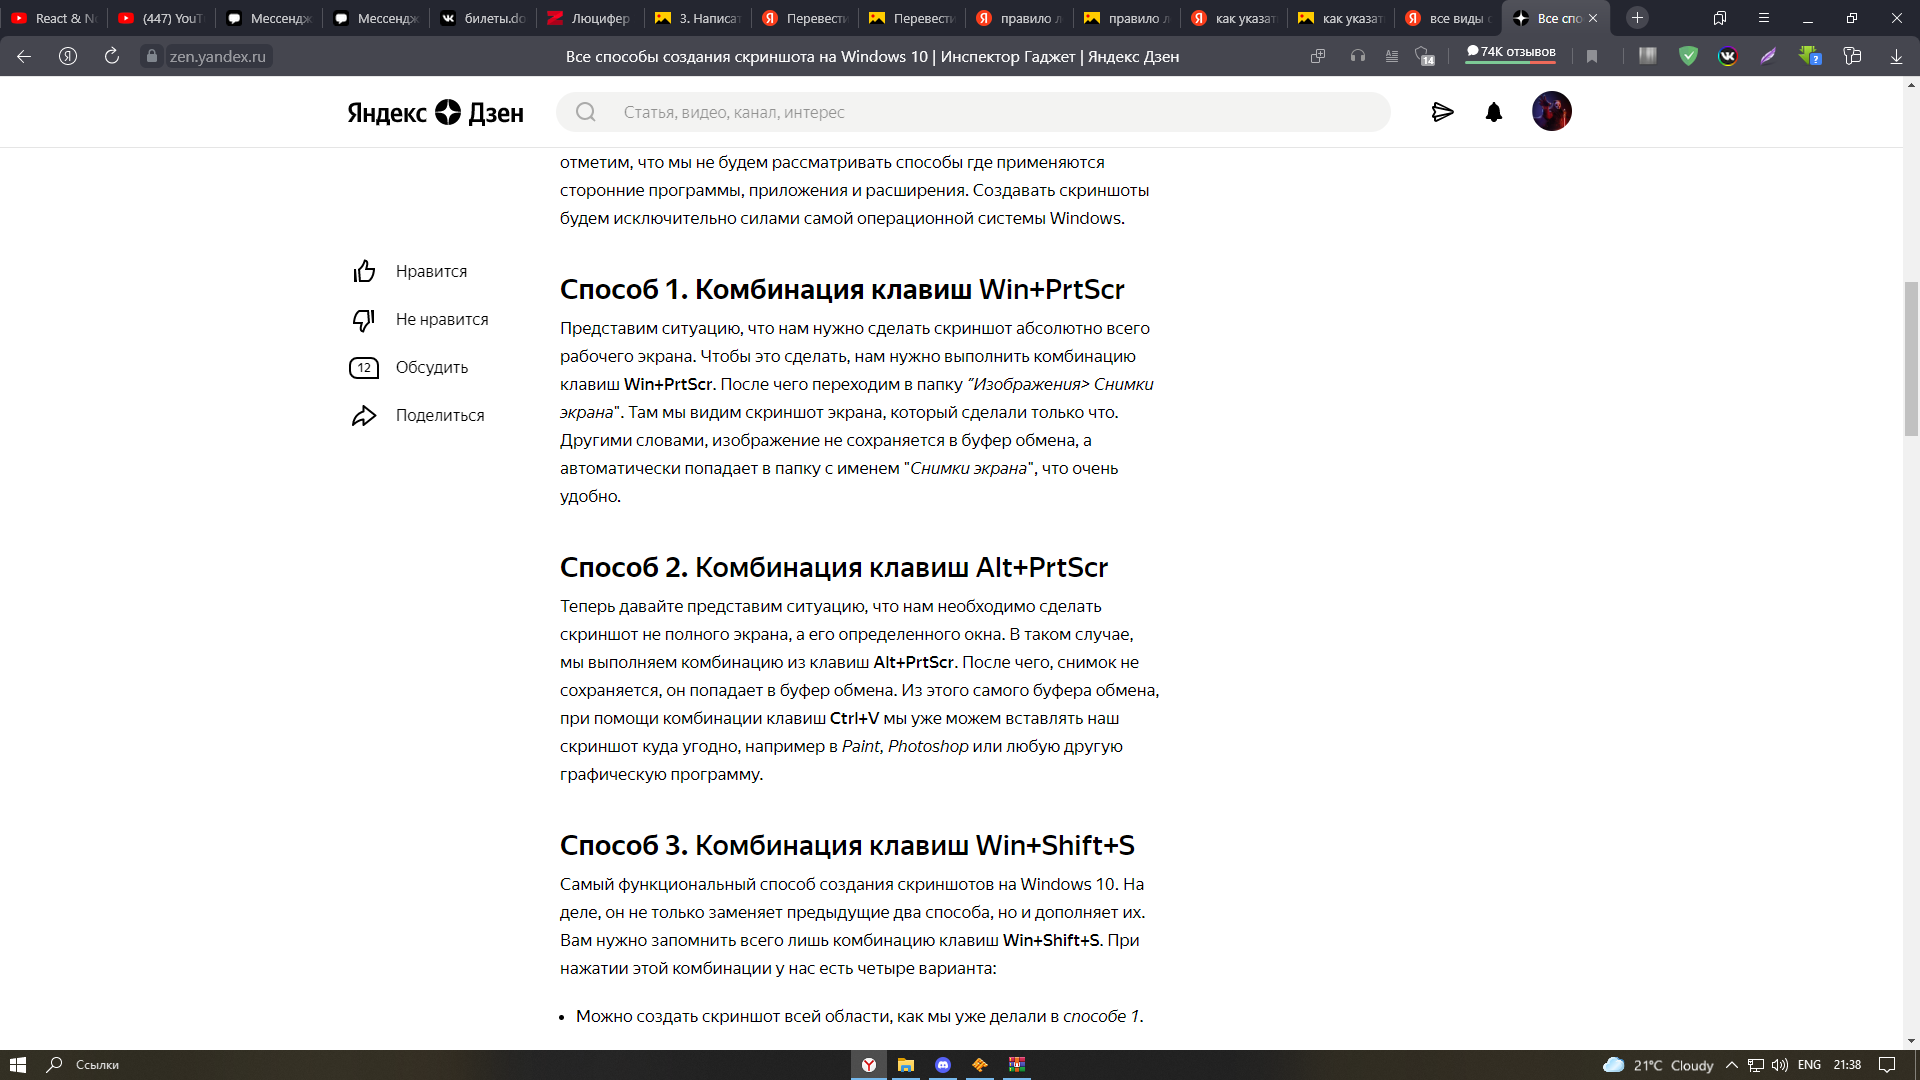 React & No
(447) YouT
Мессендж
Мессендж
билеты.do
Люцифер
3. Написат
Перевести
Перевести
правило л
правило л
как указат
как указат
все виды с
Все спо
zen.yandex.ru
Все способы создания скриншота на Windows 10 | Инспектор Гаджет | Яндекс Дзен
14
74K отзывов
Яндекс Дзен
Статья, видео, канал, интерес
отметим, что мы не будем рассматривать способы где применяются
сторонние программы, приложения и расширения. Создавать скриншоты
будем исключительно силами самой операционной системы Windows.
Нравится
Не нравится
12 Обсудить
Поделиться
Способ 1. Комбинация клавиш Win+PrtScr
Представим ситуацию, что нам нужно сделать скриншот абсолютно всего
рабочего экрана. Чтобы это сделать, нам нужно выполнить комбинацию
клавиш Win+PrtScr. После чего переходим в папку "Изображения> Снимки
экрана". Там мы видим скриншот экрана, который сделали только что.
Другими словами, изображение не сохраняется в буфер обмена, а
автоматически попадает в папку с именем "Снимки экрана", что очень
удобно.
Способ 2. Комбинация клавиш Alt+PrtScr
Теперь давайте представим ситуацию, что нам необходимо сделать
скриншот не полного экрана, а его определенного окна. В таком случае,
мы выполняем комбинацию из клавиш Alt+PrtScr. После чего, снимок не
сохраняется, он попадает в буфер обмена. Из этого самого буфера обмена,
при помощи комбинации клавиш Ctrl+V мы уже можем вставлять наш
скриншот куда угодно, например в Paint, Photoshop или любую другую
графическую программу.
Способ 3. Комбинация клавиш Win+Shift+S
Самый функциональный способ создания скриншотов на Windows 10. На
деле, он не только заменяет предыдущие два способа, но и дополняет их.
Вам нужно запомнить всего лишь комбинацию клавиш Win+Shift+S. При
нажатии этой комбинации у нас есть четыре варианта:
• Можно создать скриншот всей области, как мы уже делали в способе 1.
Ссылки
21°C Cloudy
ENG
21:38